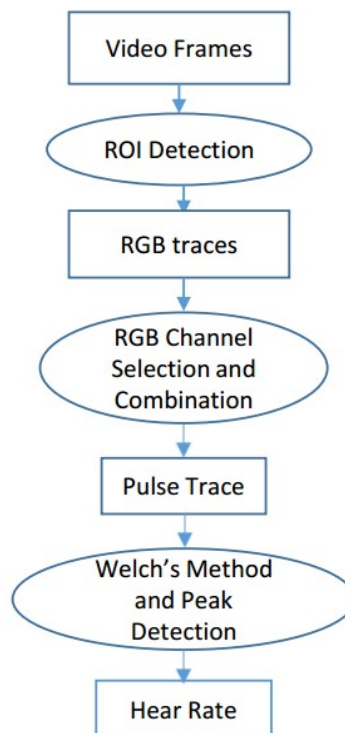 Video Frames
ROI Detection
RGB traces
RGB Channel
Selection and
Combination
Pulse Trace
Welch's Method
and Peak
Detection
Hear Rate